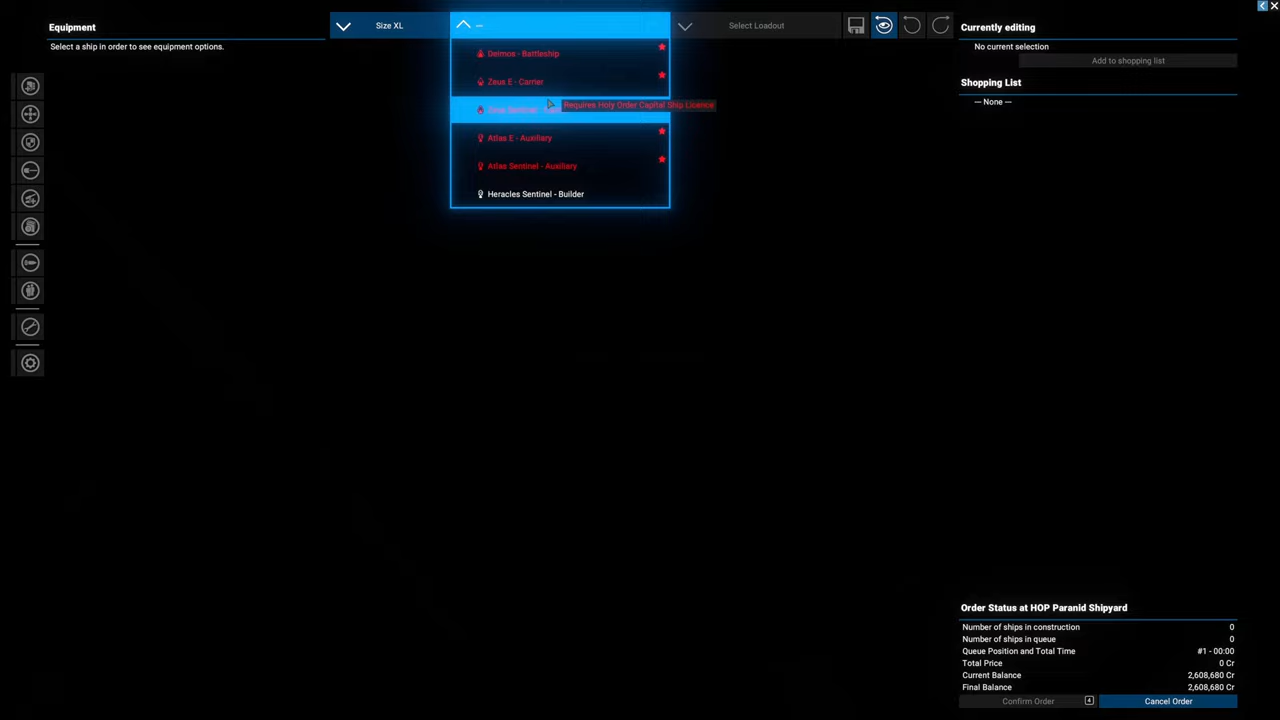 Equipment
Select a ship in order to see equipment options.
Size XL
—
Select Loadout
Deimos - Battleship
Zeus E - Carrier
Requires Holy Order Capital Ship Licence
Atlas E - Auxiliary
Atlas Sentinel - Auxiliary
Heracles Sentinel - Builder
Currently editing
No current selection
Add to shopping list
Shopping List
— None —
Order Status at HOP Paranid Shipyard
Number of ships in construction 0
Number of ships in queue 0
Queue Position and Total Time #1 - 00:00
Total Price 0 Cr
Current Balance 2,608,680 Cr
Final Balance 2,608,680 Cr
Confirm Order
Cancel Order